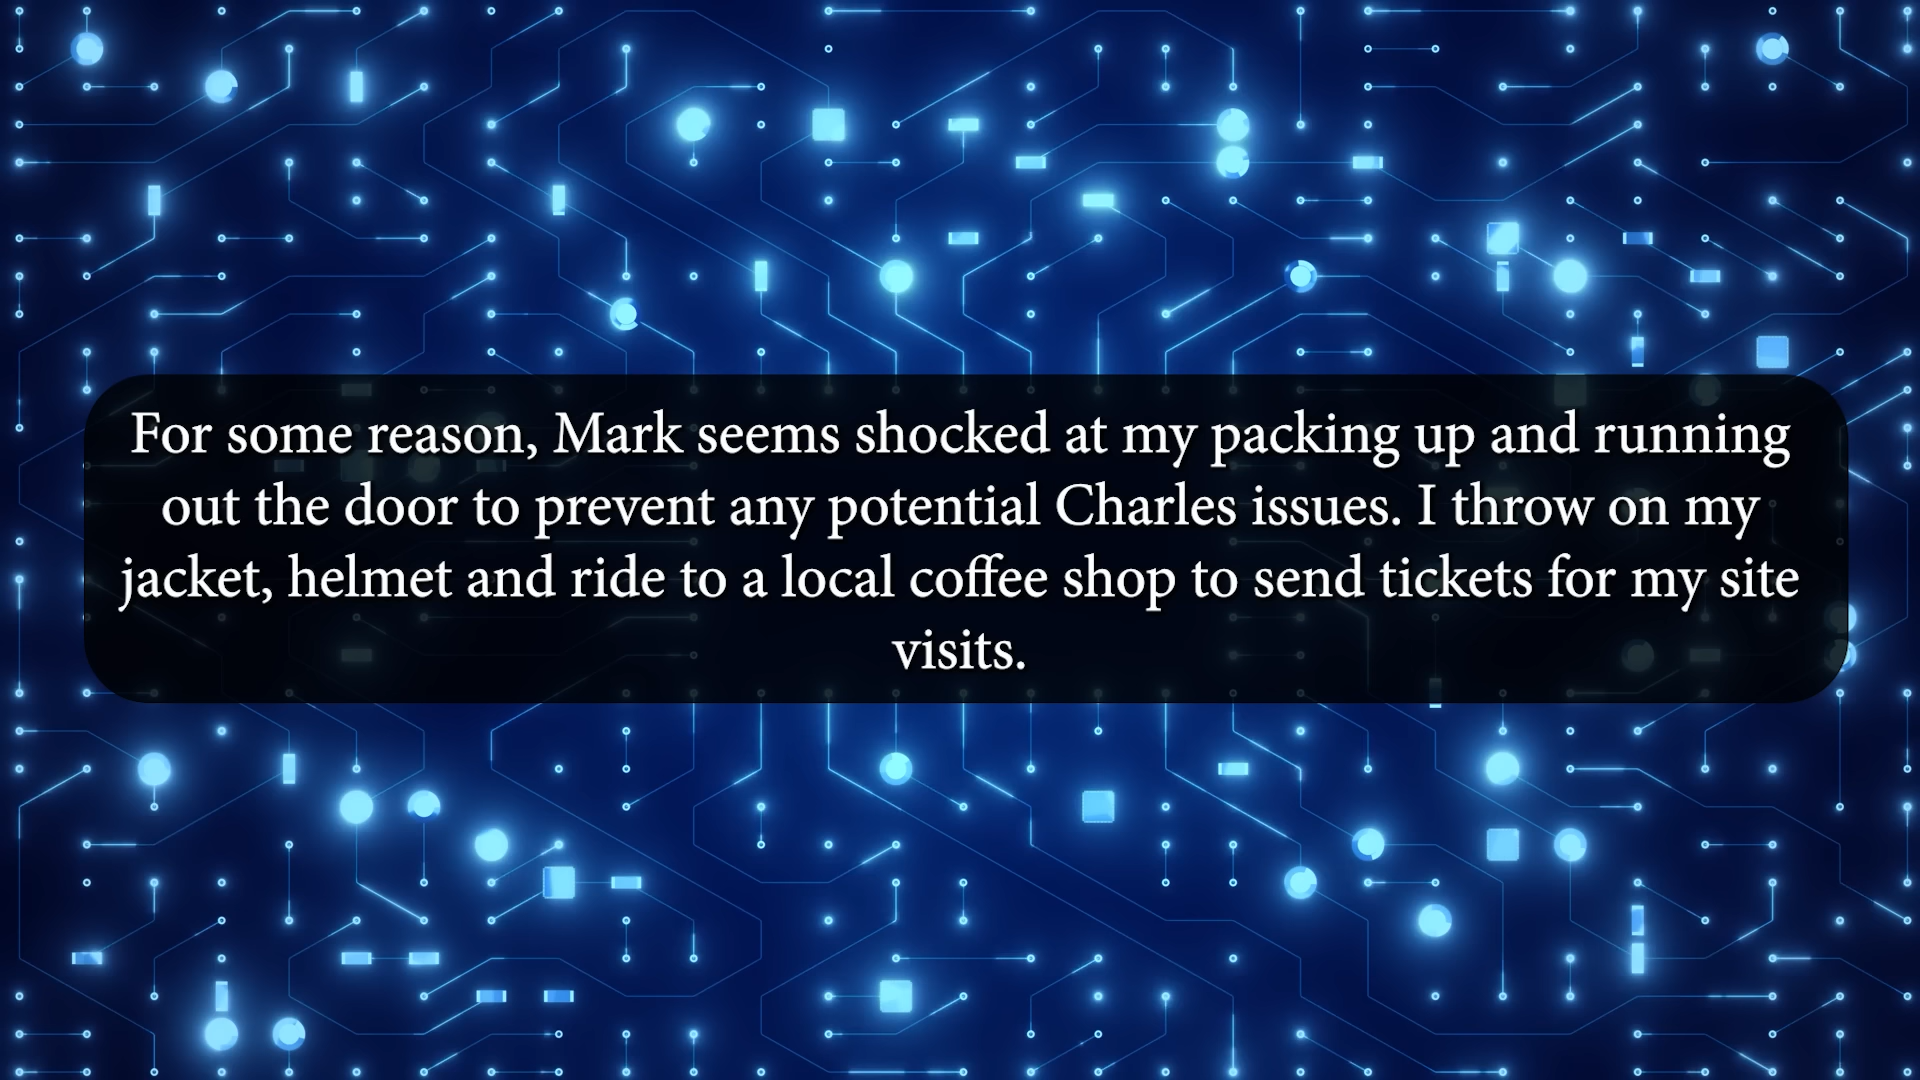 For some reason, Mark seems shocked at my packing up and running
out the door to prevent any potential Charles issues. I throw on my
jacket, helmet and ride to a local coffee shop to send tickets for my site
visits.